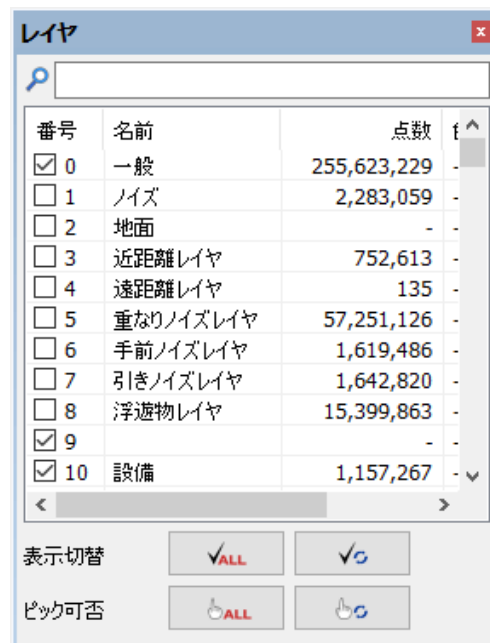 レイヤ
番号 名前 点数
0 一般 255,623,229 -
1 ノイズ 2,283,059 -
2 地面 - -
3 近距離レイヤ 752,613 -
4 遠距離レイヤ 135 -
5 重なりノイズレイヤ 57,251,126 -
6 手前ノイズレイヤ 1,619,486 -
7 引きノイズレイヤ 1,642,820 -
8 浮遊物レイヤ 15,399,863 -
9 - -
10 設備 1,157,267 -
表示切替 ALL
ピック可否 ALL